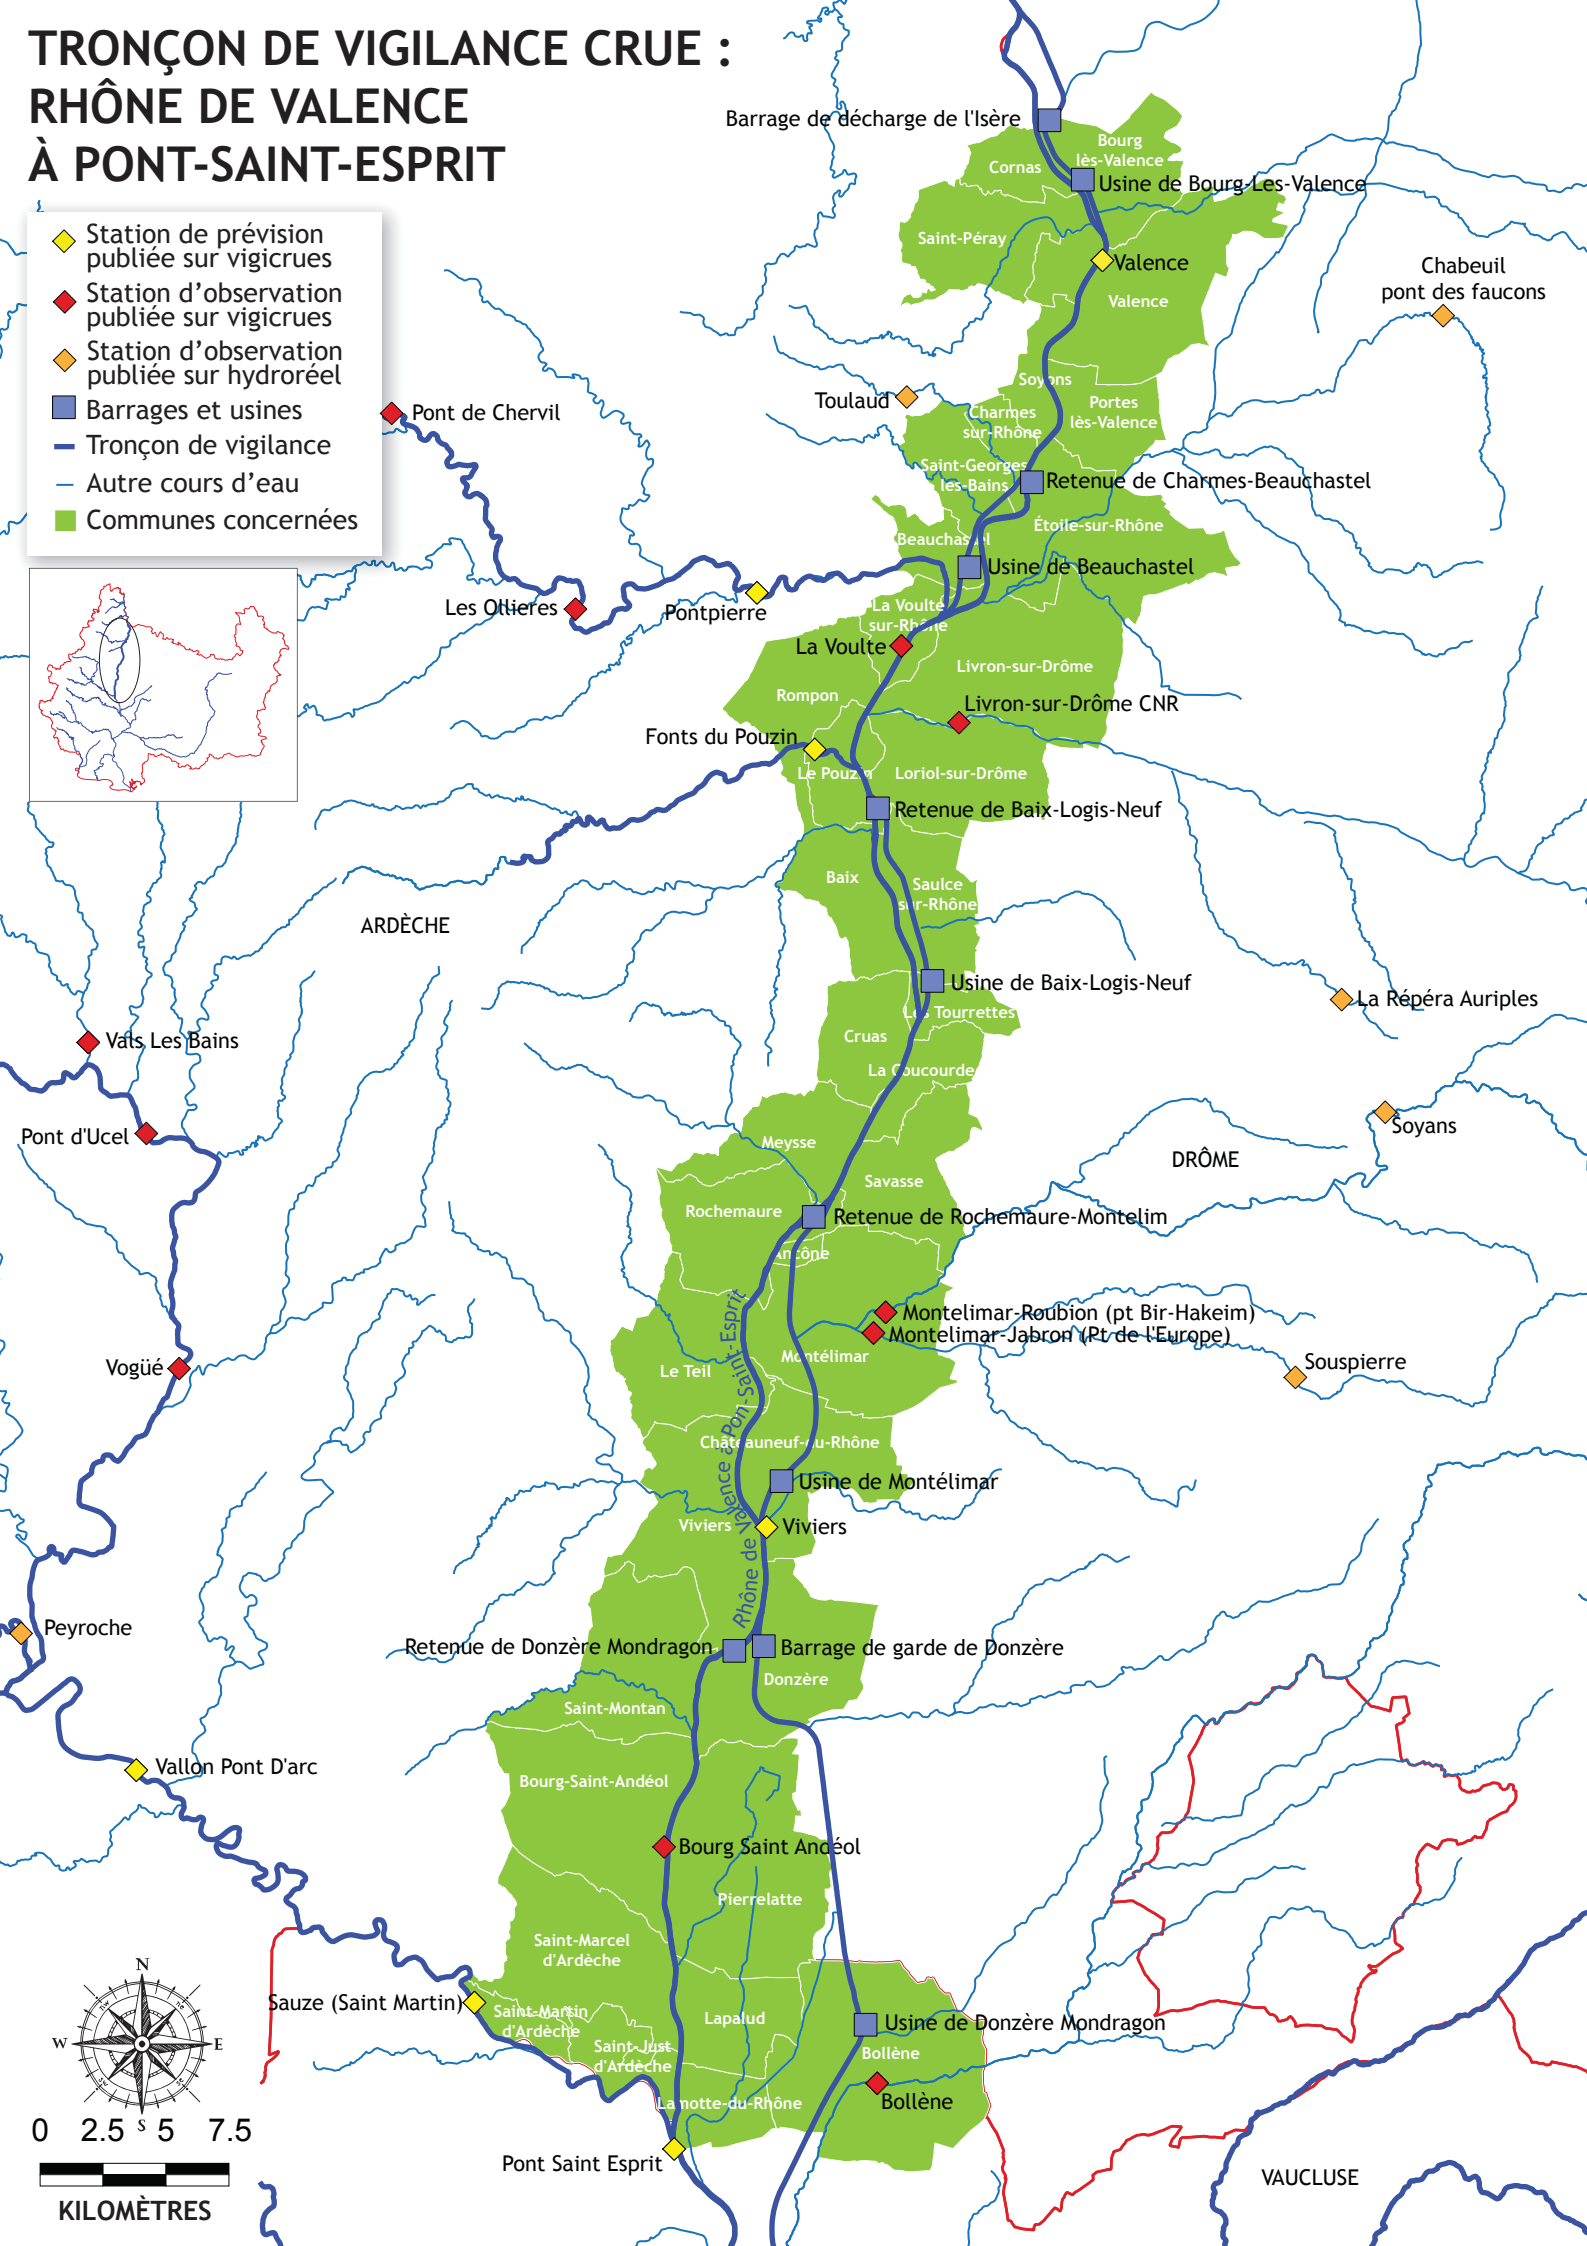 TRONÇON DE VIGILANCE CRUE :
RHÔNE DE VALENCE
À PONT-SAINT-ESPRIT
Station de prévision
publiée sur vigicrues
Station d’observation
publiée sur vigicrues
Station d’observation
publiée sur hydroréel
Barrages et usines
Tronçon de vigilance
Autre cours d’eau
Communes concernées
Barrage de décharge de l'Isère
Bourg
lès-Valence
Cornas
Usine de Bourg-Les-Valence
Saint-Péray
Valence
Valence
Chabeuil
pont des faucons
Soyons
Toulaud
Charmes
sur-Rhône
Portes
lès-Valence
Pont de Chervil
Saint-Georges
les-Bains
Retenue de Charmes-Beauchastel
Étoile-sur-Rhône
Beauchastel
Usine de Beauchastel
Les Ollieres
Pontpierre
La Voulte
sur-Rhône
La Voulte
Livron-sur-Drôme
Rompon
Livron-sur-Drôme CNR
Fonts du Pouzin
Le Pouzin
Loriol-sur-Drôme
Retenue de Baix-Logis-Neuf
Baix
Saulce
sur-Rhône
ARDÈCHE
Usine de Baix-Logis-Neuf
La Répéra Auriples
Les Tourrettes
Cruas
Vals Les Bains
La Coucourde
Pont d'Ucel
Soyans
Meysse
DRÔME
Savasse
Rochemaure
Retenue de Rochemaure-Montelim
Ancône
Montelimar-Roubion (pt Bir-Hakeim)
Montelimar-Jabron (Pt de l'Europe)
Rhône de Valence à Pon-Saint-Esprit
Montélimar
Souspierre
Vogüé
Le Teil
Châteauneuf-du-Rhône
Usine de Montélimar
Viviers
Viviers
Peyroche
Retenue de Donzère Mondragon
Barrage de garde de Donzère
Donzère
Saint-Montan
Vallon Pont D'arc
Bourg-Saint-Andéol
Bourg Saint Andéol
Pierrelatte
Saint-Marcel
d'Ardèche
Sauze (Saint Martin)
Saint-Martin
d'Ardèche
Lapalud
Usine de Donzère Mondragon
Saint-Just
d'Ardèche
Bollène
Bollène
Lamotte-du-Rhône
Pont Saint Esprit
VAUCLUSE
N
nw
ne
W
E
sw
se
S
0 2.5 5 7.5
KILOMÈTRES